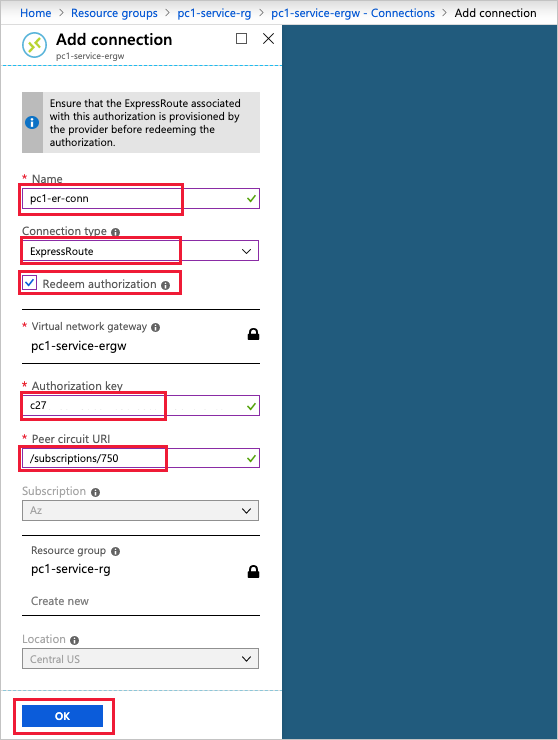 Home > Resource groups > pc1-service-rg > pc1-service-ergw - Connections > Add connection
Add connection
pc1-service-ergw
Ensure that the ExpressRoute associated
with this authorization is provisioned by
the provider before redeeming the
authorization.
* Name
pc1-er-conn
Connection type
ExpressRoute
Redeem authorization
* Virtual network gateway
pc1-service-ergw
* Authorization key
c27
* Peer circuit URI
/subscriptions/750
Subscription
Az
Resource group
pc1-service-rg
Create new
Location
Central US
OK